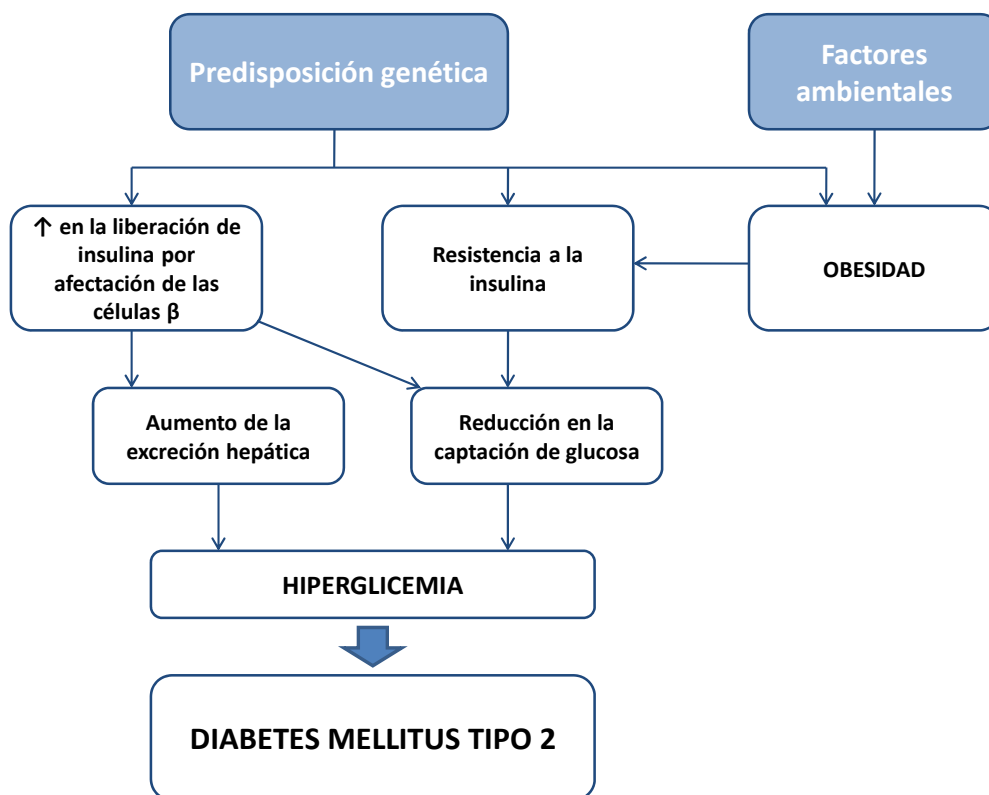 Predisposición genética
Factores
ambientales
↑ en la liberación de
insulina por
afectación de las
células β
Resistencia a la
insulina
OBESIDAD
Aumento de la
excreción hepática
Reducción en la
captación de glucosa
HIPERGLICEMIA
DIABETES MELLITUS TIPO 2